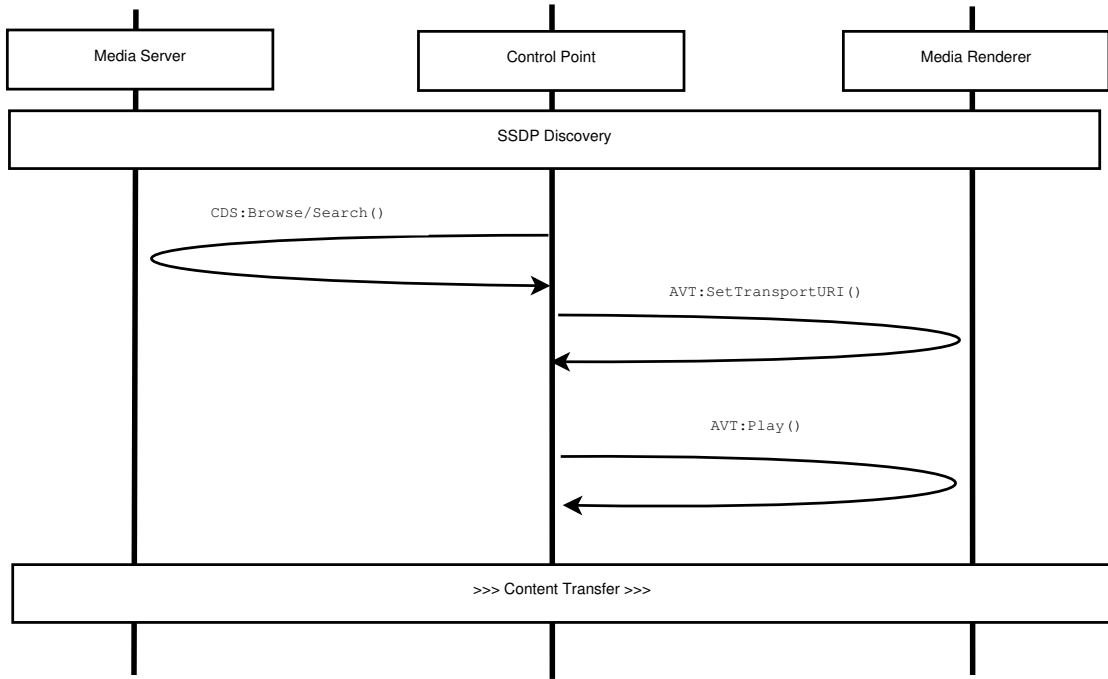 Media Server
Control Point
Media Renderer
SSDP Discovery
CDS:Browse/Search()
AVT:SetTransportURI()
AVT:Play()
>>> Content Transfer >>>